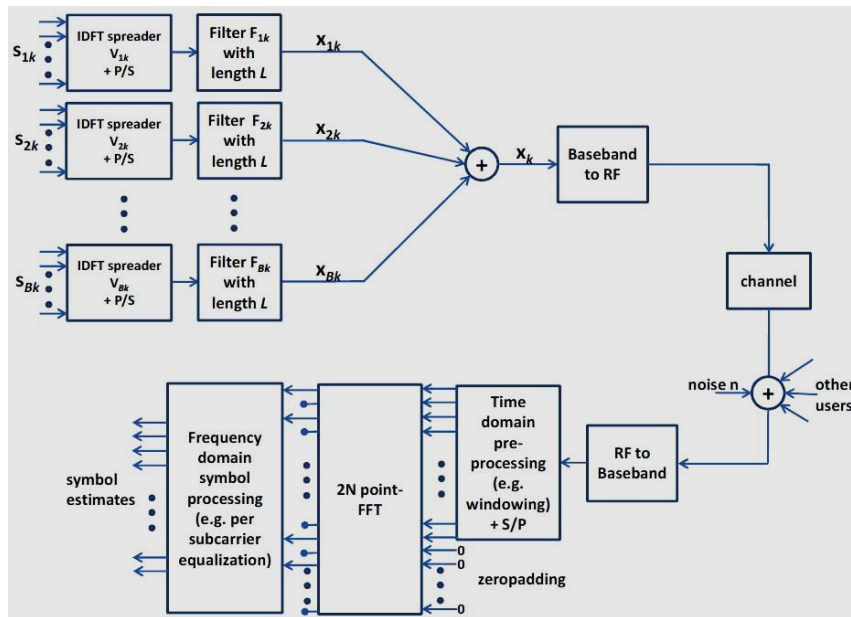 S1k
IDFT spreader
V1k
+ P/S
Filter F1k
with
length L
x1k
S2k
IDFT spreader
V2k
+ P/S
Filter F2k
with
length L
x2k
+
xk
Baseband
to RF
SBk
IDFT spreader
VBk
+ P/S
Filter FBk
with
length L
xBk
channel
noise n
+
other
users
symbol
estimates
Frequency
domain
symbol
processing
(e.g. per
subcarrier
equalization)
2N point-
FFT
Time
domain
pre-
processing
(e.g.
windowing)
+ S/P
RF to
Baseband
0
0
zeropadding
0